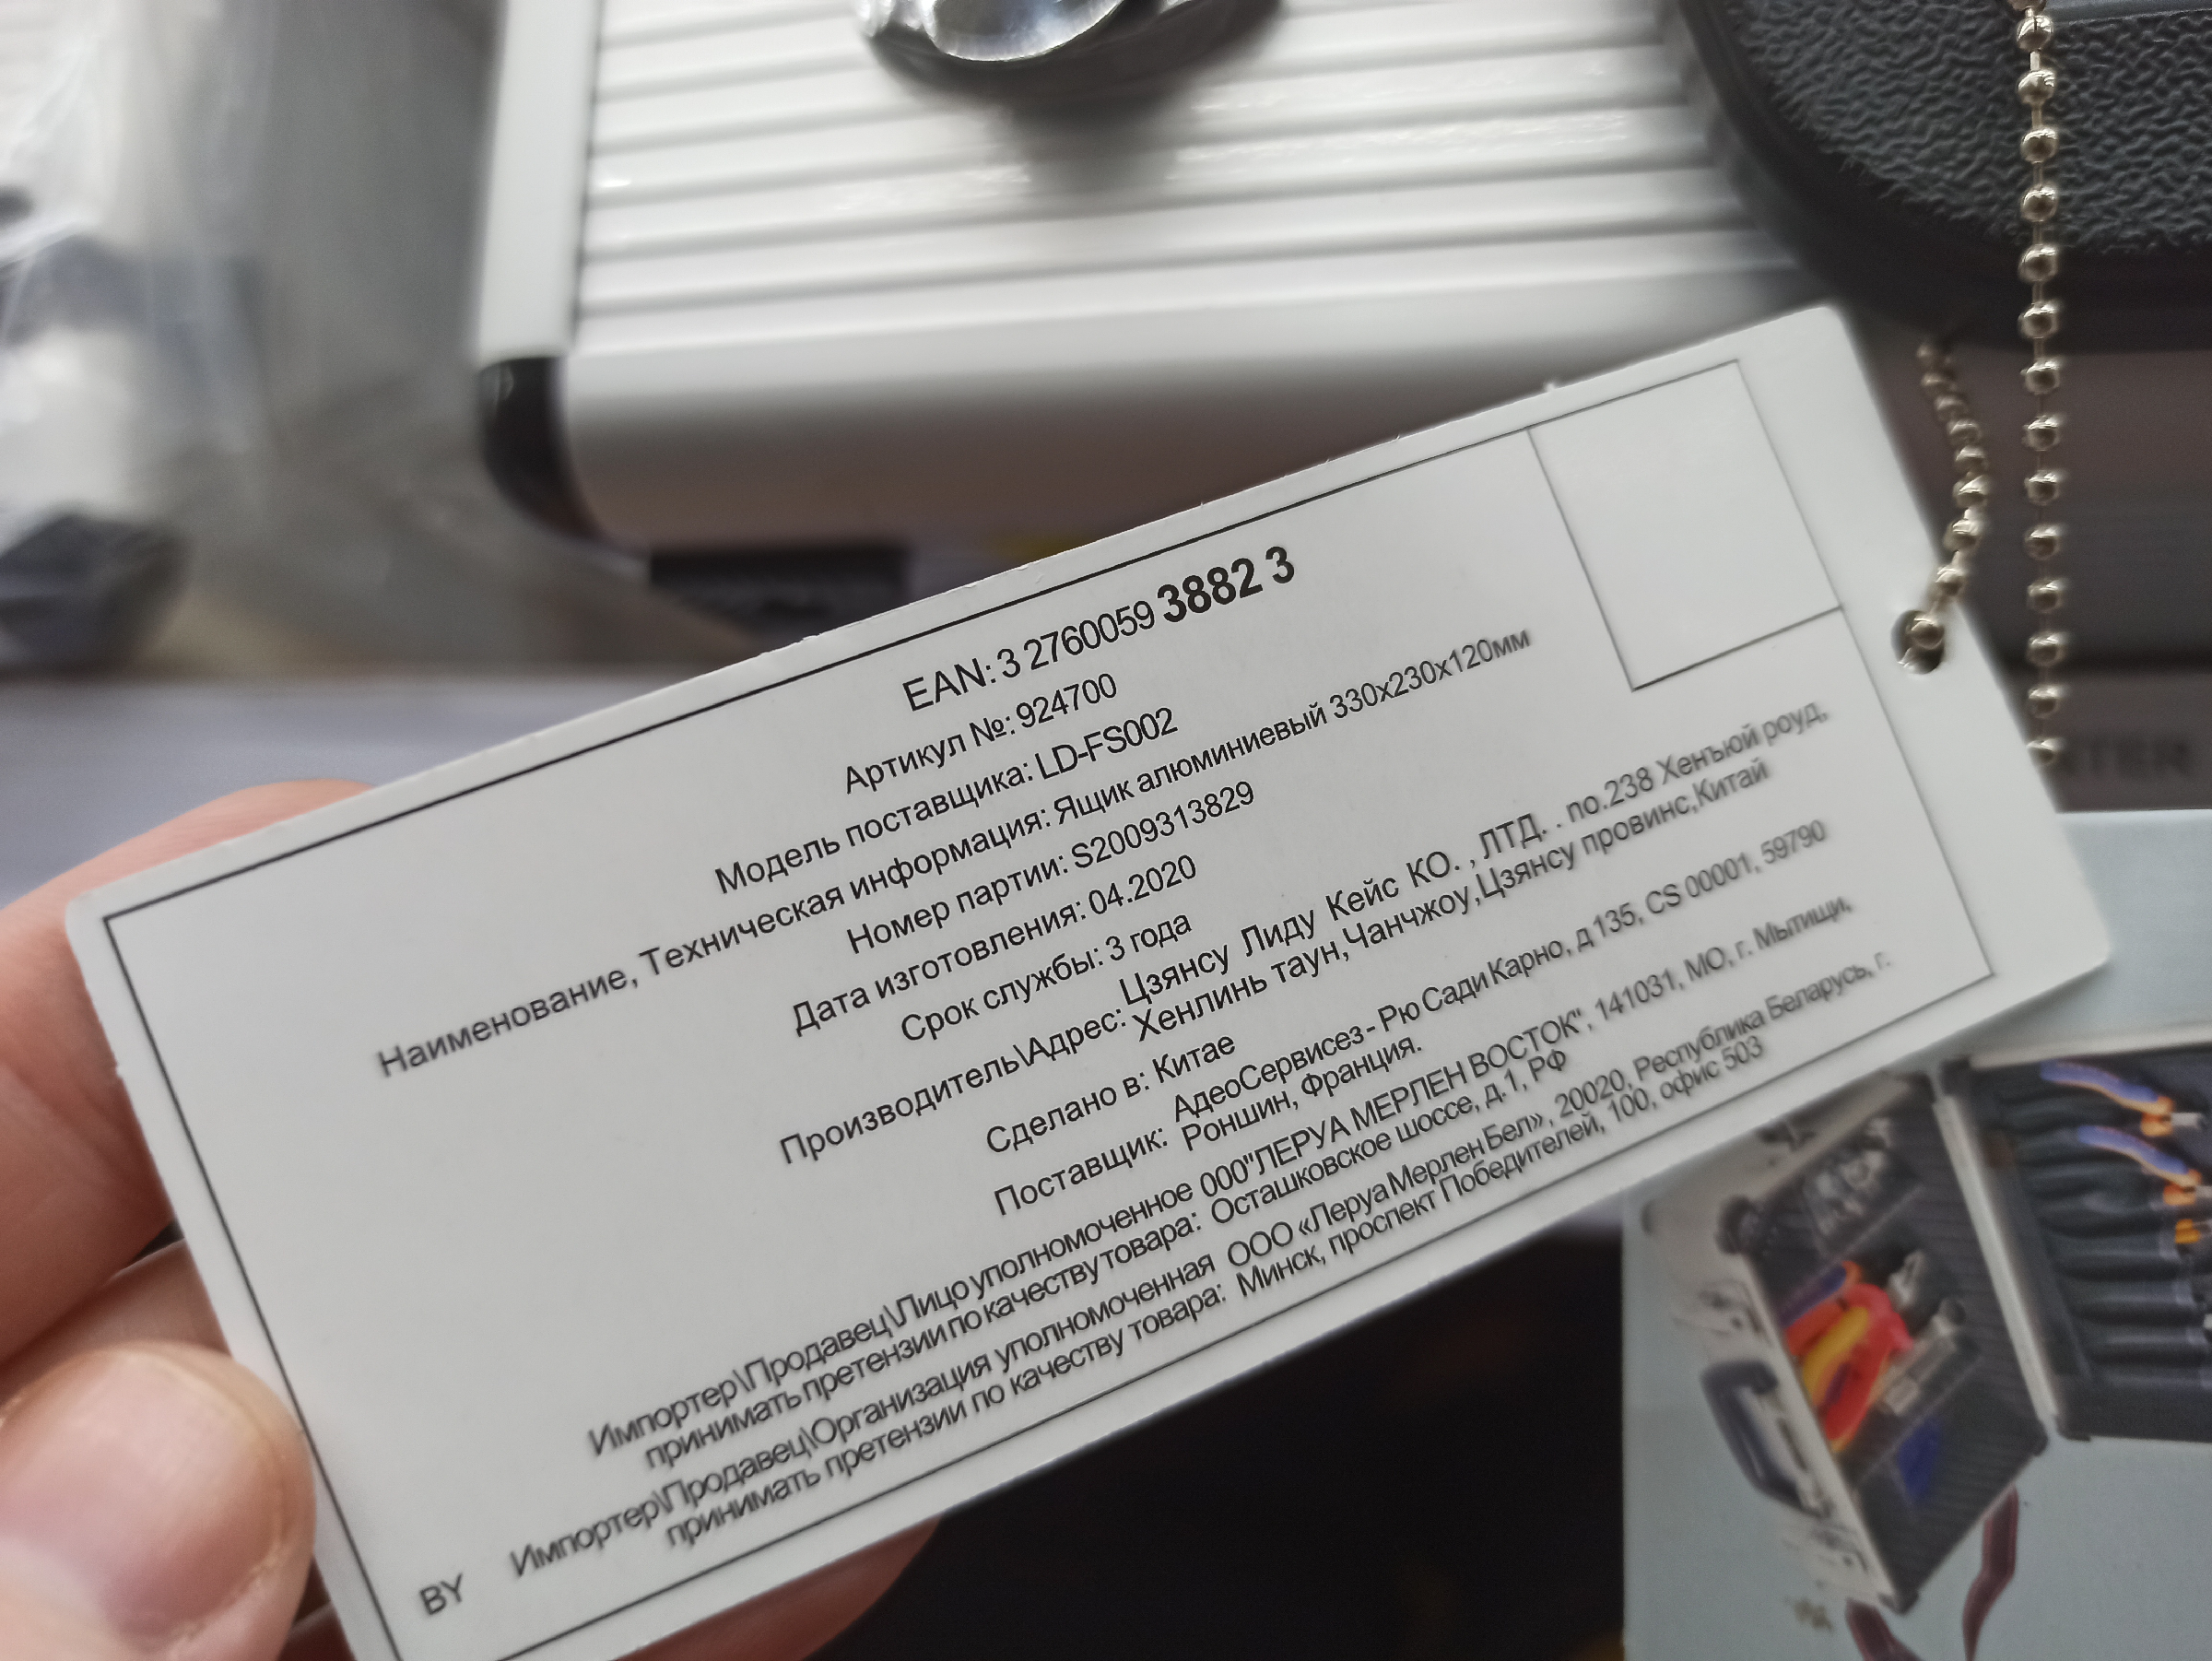 EAN: 3 2760059 3882 3
Артикул №: 924700
Модель поставщика: LD-FS002
Наименование, Техническая информация: Ящик алюминиевый 330х230х120мм
Номер партии: S2009313829
Дата изготовления: 04.2020
Срок службы: 3 года
Производитель\Адрес: Цзянсу Лиду Кейс КО. , ЛТД. . no.238 Хенъюй роуд,
Хенлинь таун, Чанчжоу,Цзянсу провинс,Китай
Сделано в: Китае
Поставщик: АдеоСервисез - Рю Сади Карно, д 135, CS 00001, 59790
Роншин, Франция.
Импортер\Продавец\Лицо уполномоченное ООО"ЛЕРУА МЕРЛЕН ВОСТОК", 141031, МО, г. Мытищи,
принимать претензии по качеству товара: Осташковское шоссе, д.1, РФ
BY Импортер\Продавец\Организация уполномоченная ООО «Леруа Мерлен Бел», 20020, Республика Беларусь, г.
принимать претензии по качеству товара: Минск, проспект Победителей, 100, офис 503